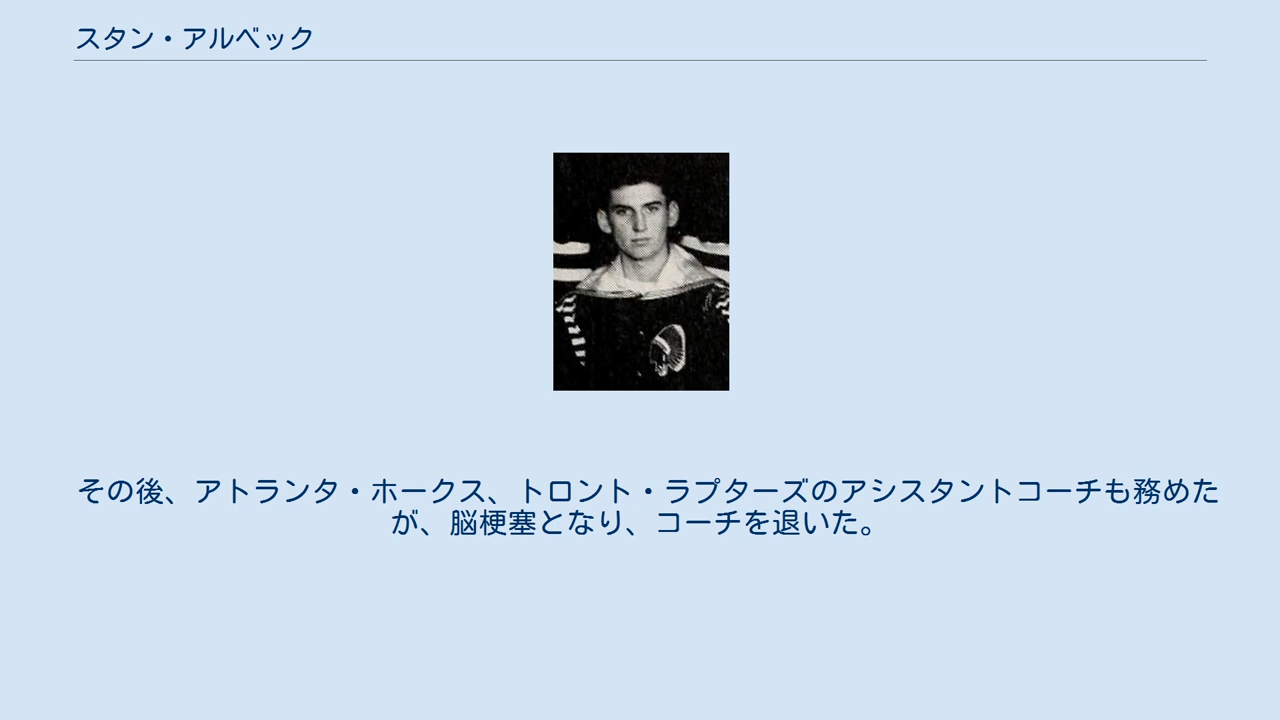 スタン・アルベック
その後、アトランタ・ホークス、トロント・ラプターズのアシスタントコーチも務めた
が、脳梗塞となり、コーチを退いた。